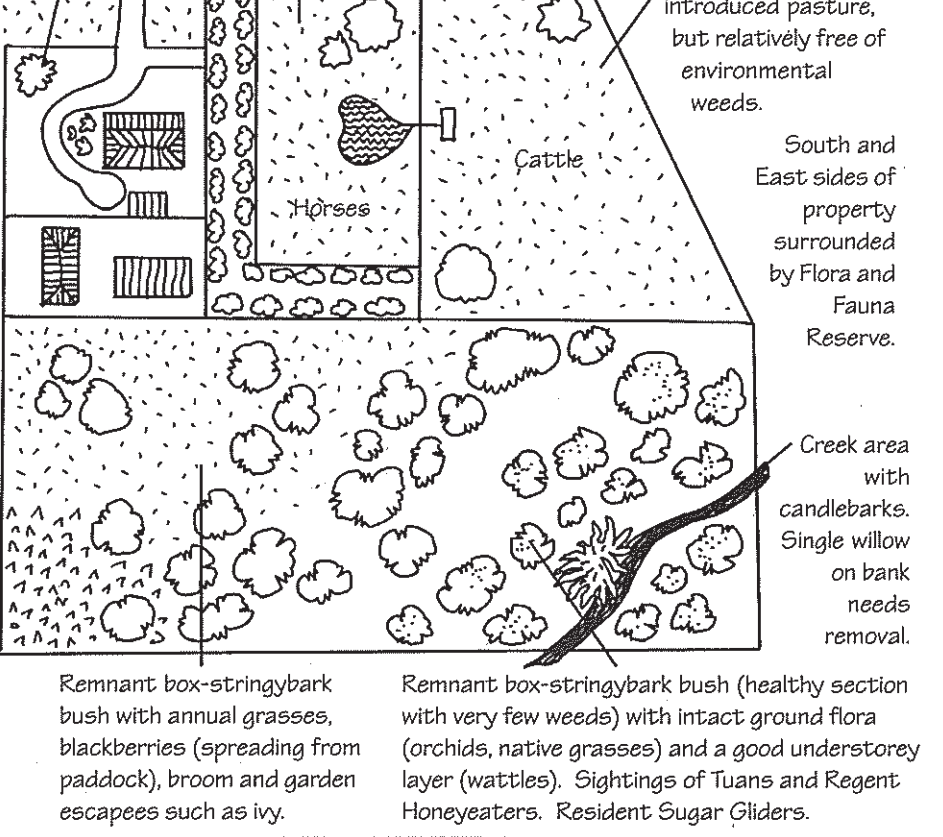 introduced pasture,
but relatively free of
environmental
weeds.
South and
East sides of
property
surrounded
by Flora and
Fauna
Reserve.
Cattle
Horses
Creek area
with
candlebarks.
Single willow
on bank
needs
removal.
Remnant box-stringybark
bush with annual grasses,
blackberries (spreading from
paddock), broom and garden
escapees such as ivy.
Remnant box-stringybark bush (healthy section
with very few weeds) with intact ground flora
(orchids, native grasses) and a good understorey
layer (wattles). Sightings of Tuans and Regent
Honeyeaters. Resident Sugar Gliders.